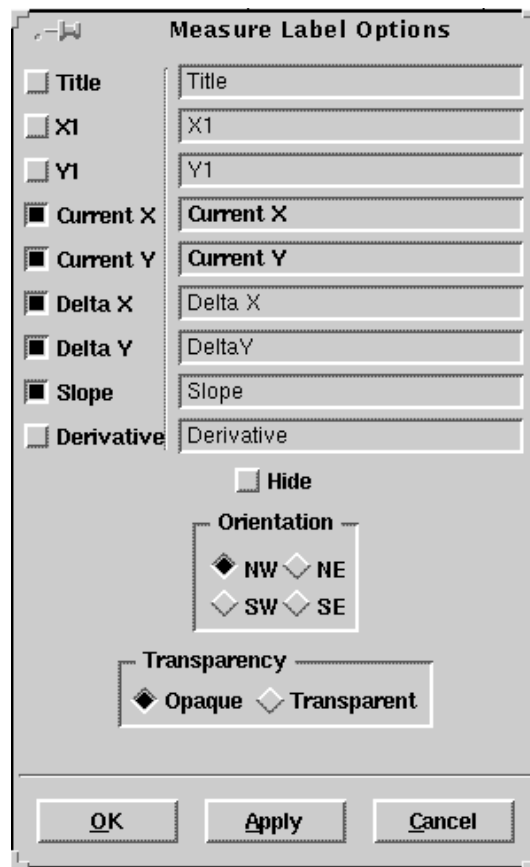 Measure Label Options
Title Title
X1 X1
Y1 Y1
Current X Current X
Current Y Current Y
Delta X Delta X
Delta Y DeltaY
Slope Slope
Derivative Derivative
Hide
Orientation
NW NE
SW SE
Transparency
Opaque Transparent
OK Apply Cancel